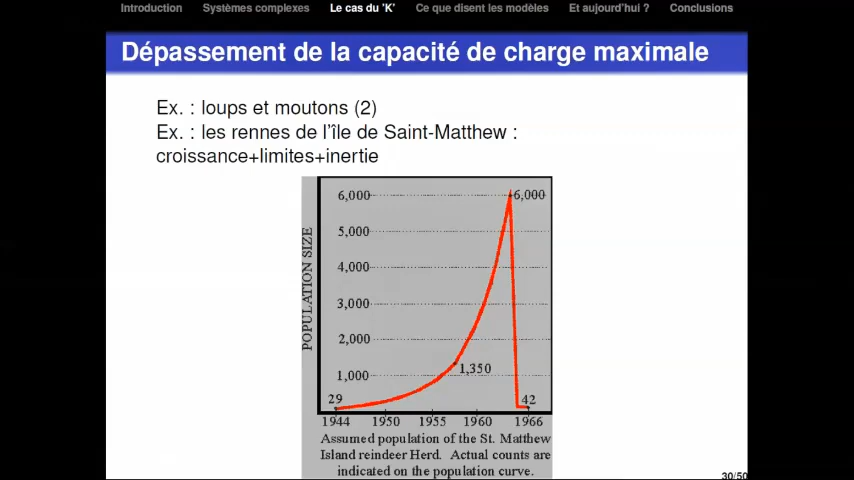 Introduction Systèmes complexes Le cas du 'K' Ce que disent les modèles Et aujourd'hui ? Conclusions
Dépassement de la capacité de charge maximale
Ex. : loups et moutons (2)
Ex. : les rennes de l'île de Saint-Matthew :
croissance+limites+inertie
POPULATION SIZE
6,000
6,000
5,000
4,000
3,000
2,000
1,000
1,350
29
42
1944 1950 1955 1960 1966
Assumed population of the St. Matthew
Island reindeer Herd. Actual counts are
indicated on the population curve.
30/50